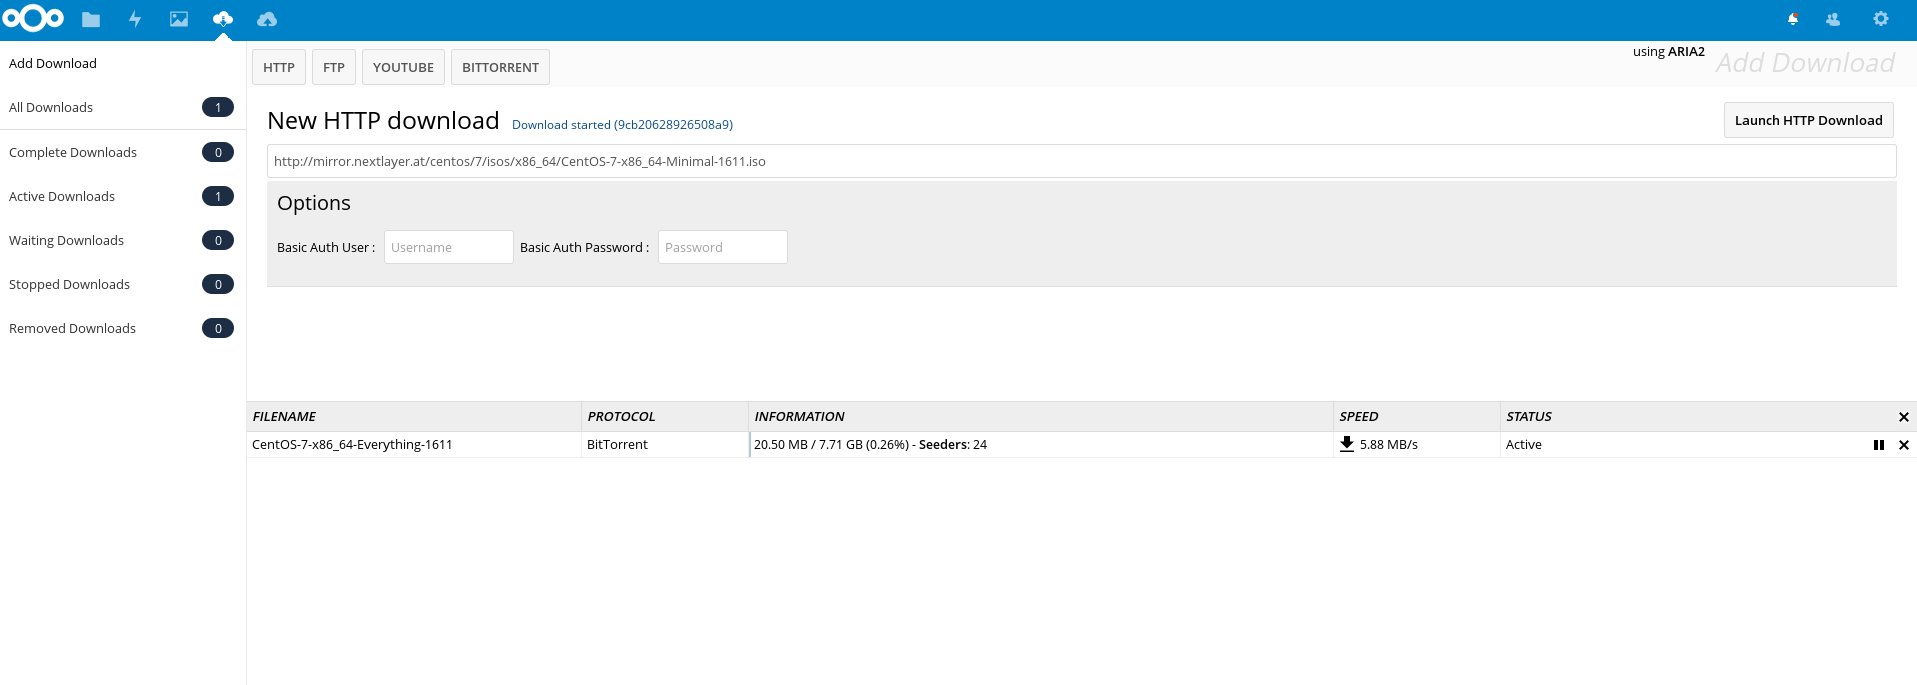 Add Download
All Downloads 1
Complete Downloads 0
Active Downloads 1
Waiting Downloads 0
Stopped Downloads 0
Removed Downloads 0
HTTP FTP YOUTUBE BITTORRENT using ARIA2 Add Download
New HTTP download Download started (9cb20628926508a9) Launch HTTP Download
http://mirror.nextlayer.at/centos/7/isos/x86_64/CentOS-7-x86_64-Minimal-1611.iso
Options
Basic Auth User : Username Basic Auth Password : Password
FILENAME PROTOCOL INFORMATION SPEED STATUS
CentOS-7-x86_64-Everything-1611 BitTorrent 20.50 MB / 7.71 GB (0.26%) - Seeders: 24 5.88 MB/s Active